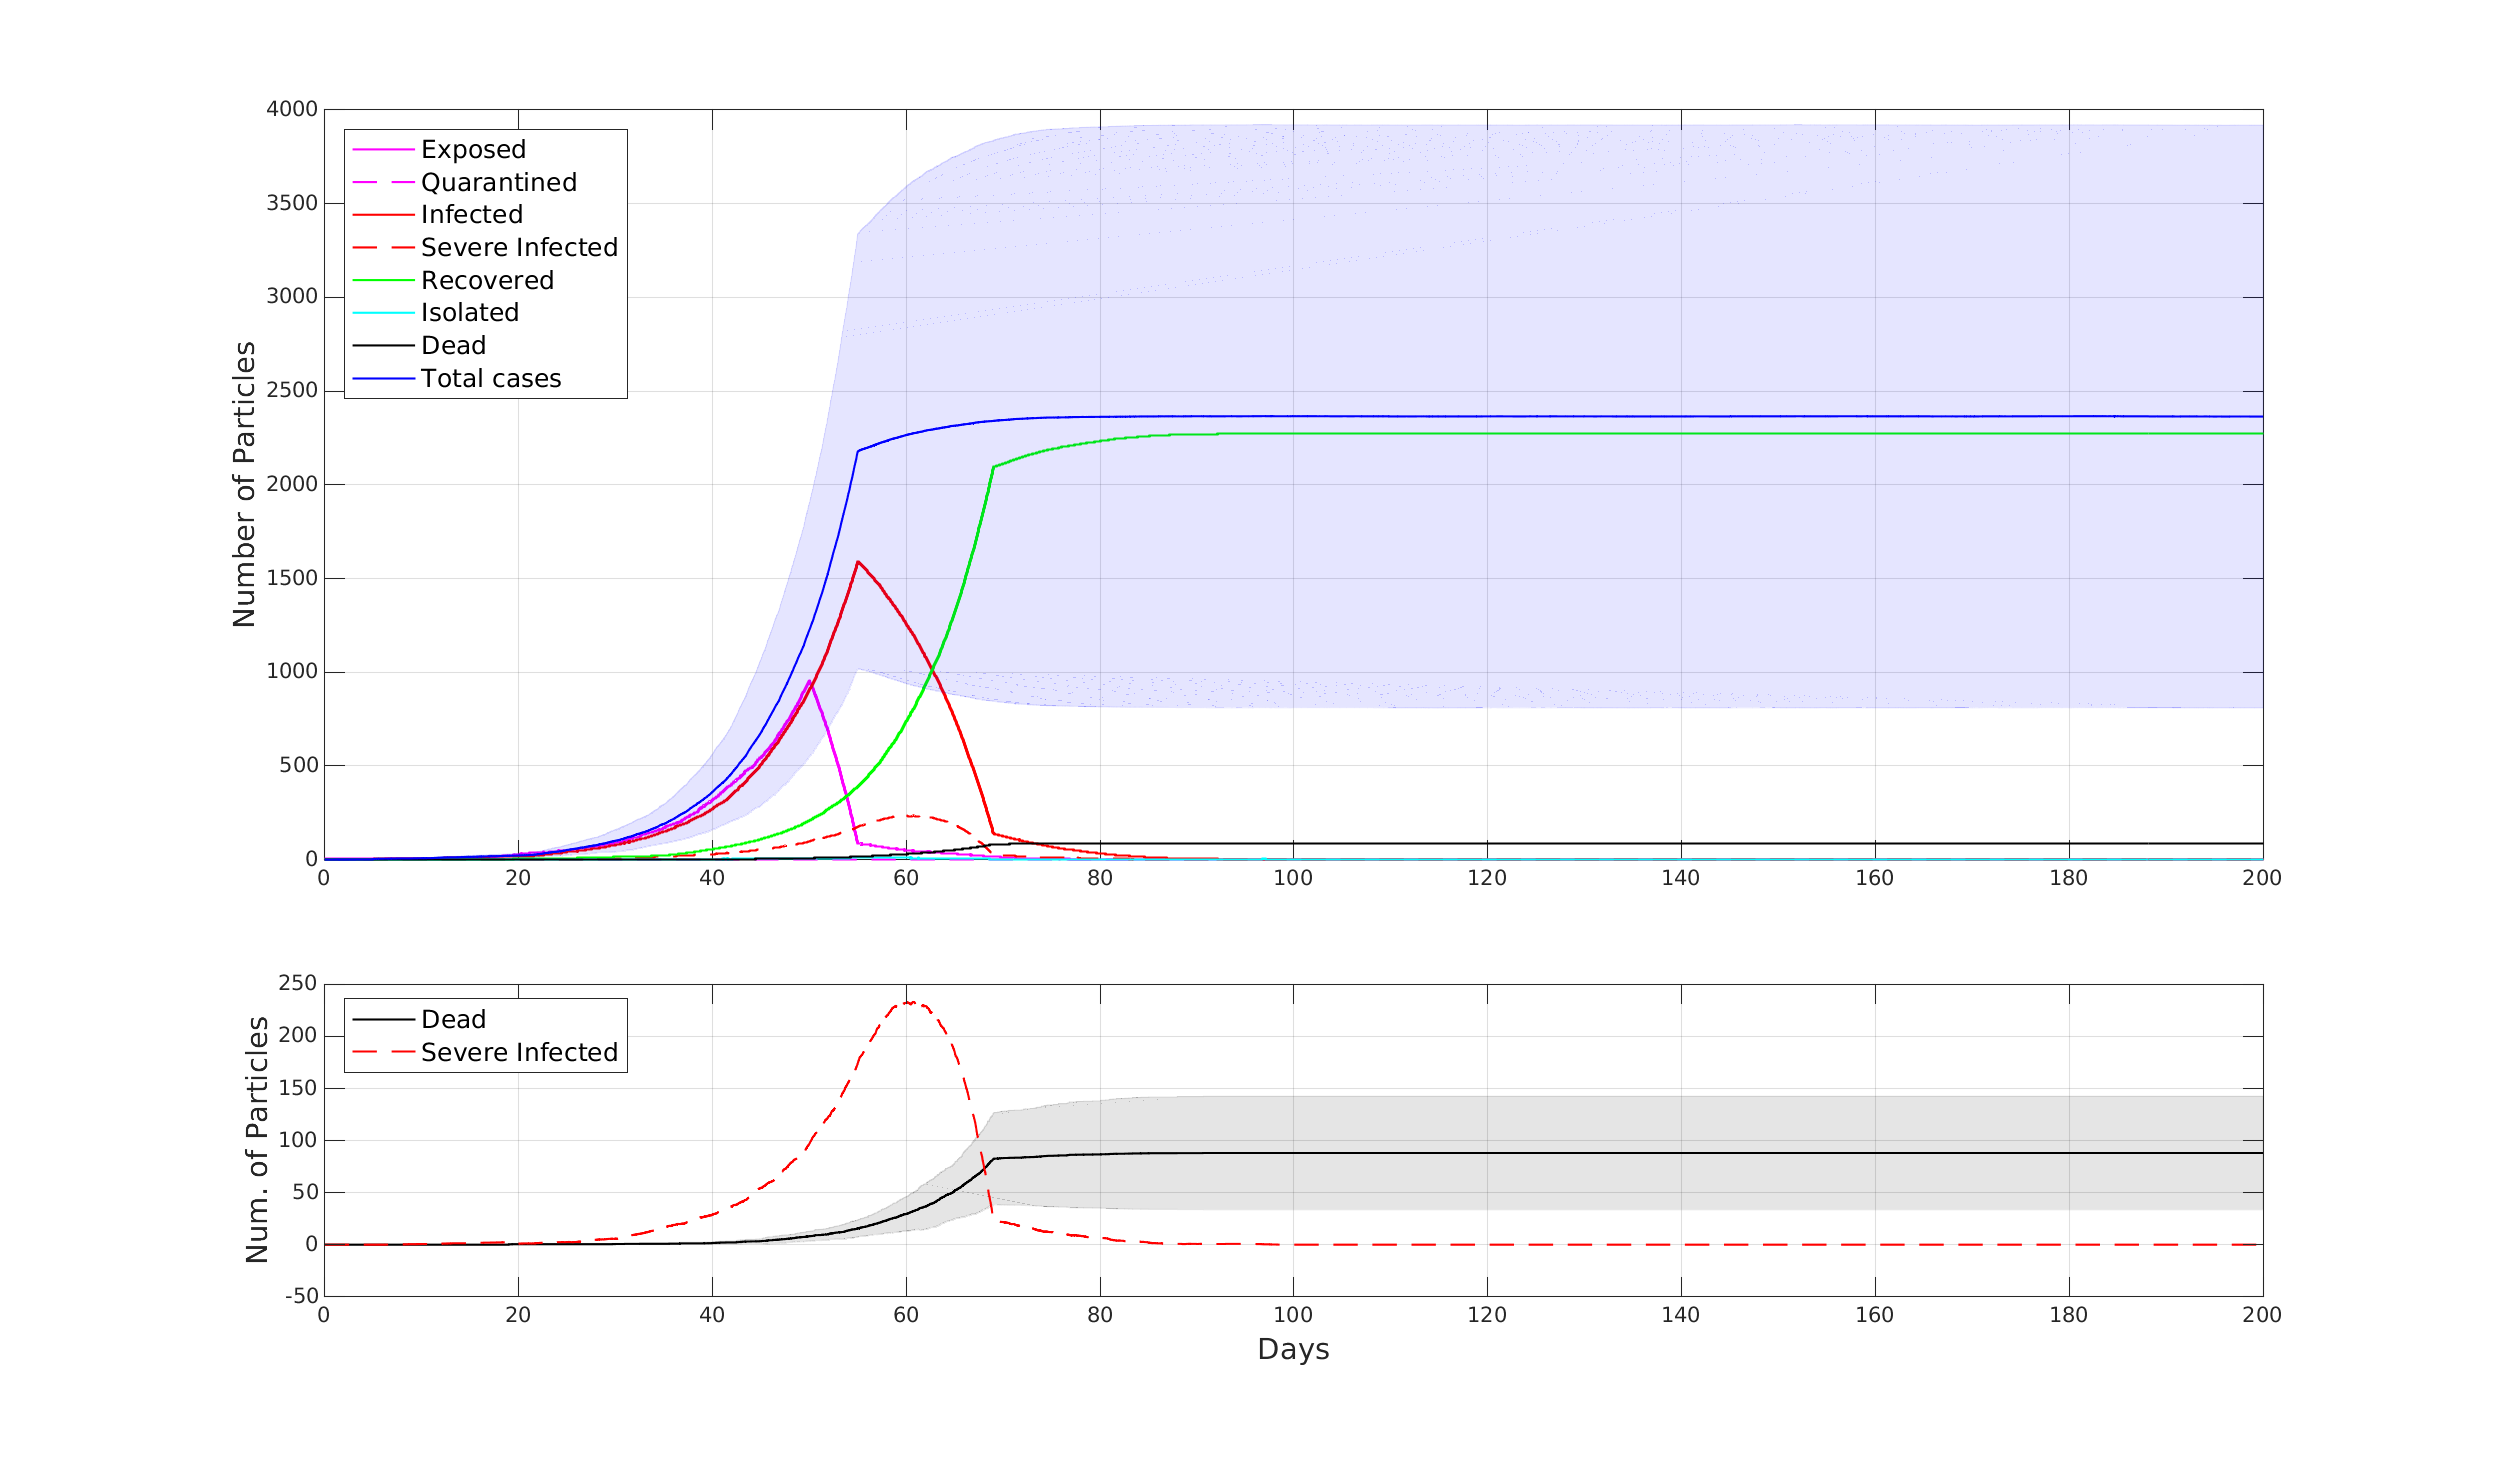 4000
3500
3000
2500
2000
1500
1000
500
0
Number of Particles
Exposed
Quarantined
Infected
Severe Infected
Recovered
Isolated
Dead
Total cases
0 20 40 60 80 100 120 140 160 180 200
250
200
150
100
50
0
-50
Num. of Particles
Dead
Severe Infected
0 20 40 60 80 100 120 140 160 180 200
Days